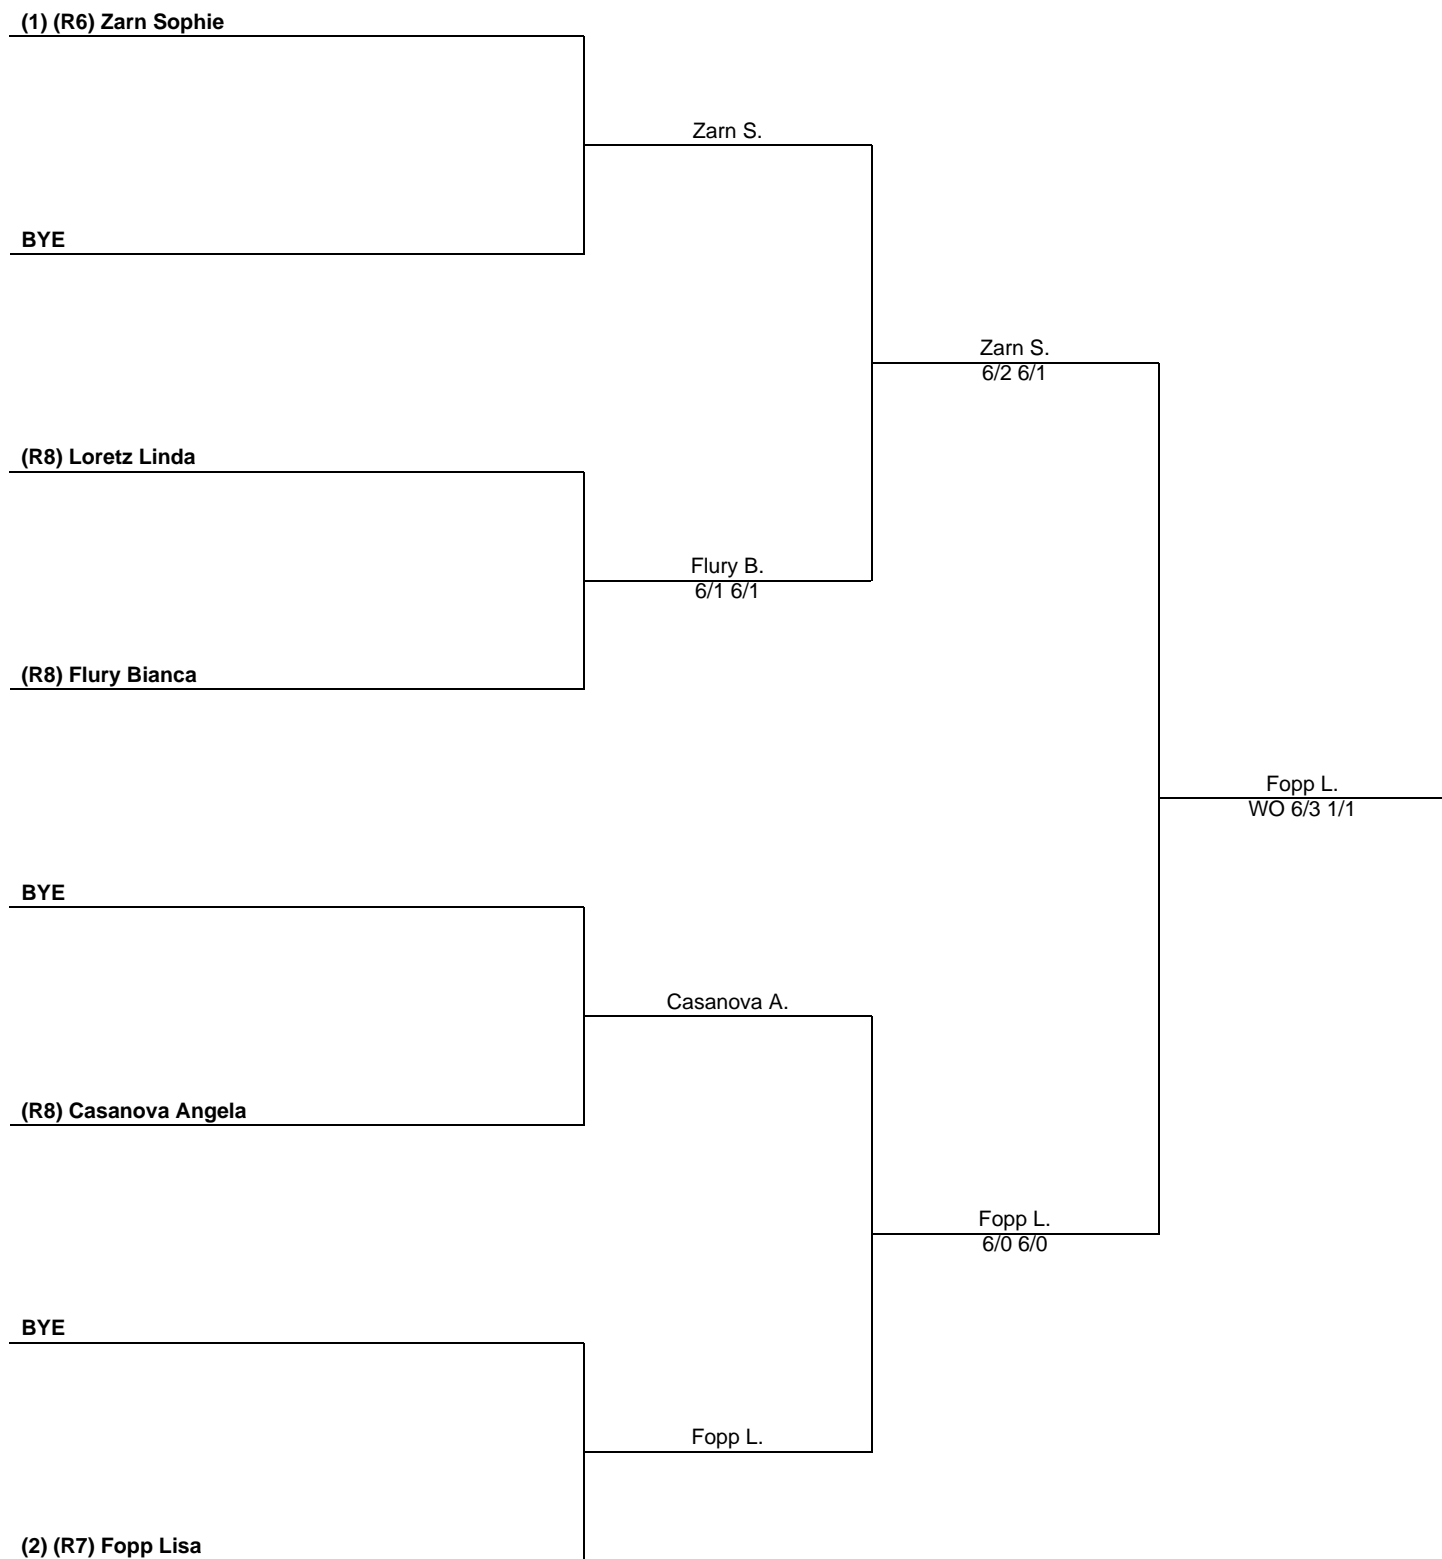 (1) (R6) Zarn Sophie
Zarn S.
BYE
Zarn S.
6/2 6/1
(R8) Loretz Linda
Flury B.
6/1 6/1
(R8) Flury Bianca
Fopp L.
WO 6/3 1/1
BYE
Casanova A.
(R8) Casanova Angela
Fopp L.
6/0 6/0
BYE
Fopp L.
(2) (R7) Fopp Lisa